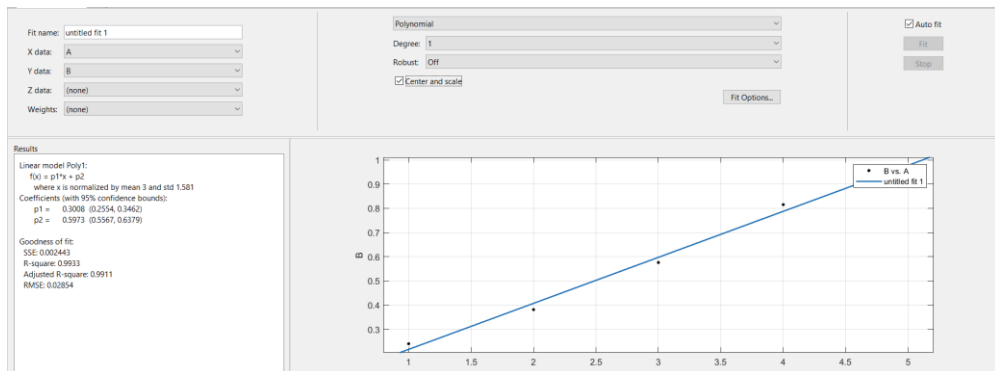 Fit name: untitled fit 1
X data: A
Y data: B
Z data: (none)
Weights: (none)
Polynomial
Degree: 1
Robust: Off
Center and scale
Fit Options...
Auto fit
Fit
Stop
Results
Linear model Poly1:
f(x) = p1*x + p2
where x is normalized by mean 3 and std 1.581
Coefficients (with 95% confidence bounds):
p1 = 0.3008 (0.2554, 0.3462)
p2 = 0.5973 (0.5567, 0.6379)
Goodness of fit:
SSE: 0.002443
R-square: 0.9933
Adjusted R-square: 0.9911
RMSE: 0.02854
B vs. A
untitled fit 1
1
0.9
0.8
0.7
0.6
0.5
0.4
0.3
B
1 1.5 2 2.5 3 3.5 4 4.5 5